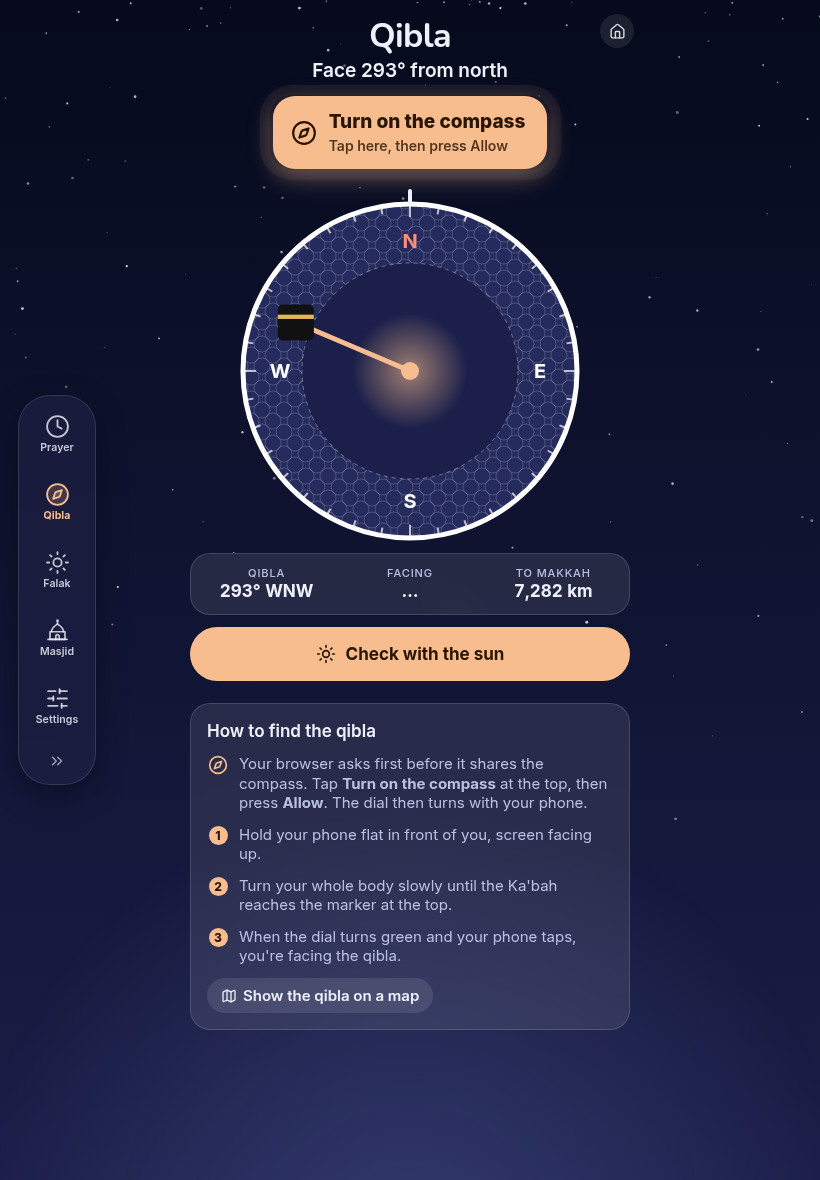 Qibla
Face 293° from north
Turn on the compass
Tap here, then press Allow
N
W
E
S
Prayer
Qibla
Falak
Masjid
Settings
QIBLA
293° WNW
FACING
...
TO MAKKAH
7,282 km
Check with the sun
How to find the qibla
Your browser asks first before it shares the
compass. Tap Turn on the compass at the top, then
press Allow. The dial then turns with your phone.
1 Hold your phone flat in front of you, screen facing
up.
2 Turn your whole body slowly until the Ka'bah
reaches the marker at the top.
3 When the dial turns green and your phone taps,
you're facing the qibla.
Show the qibla on a map